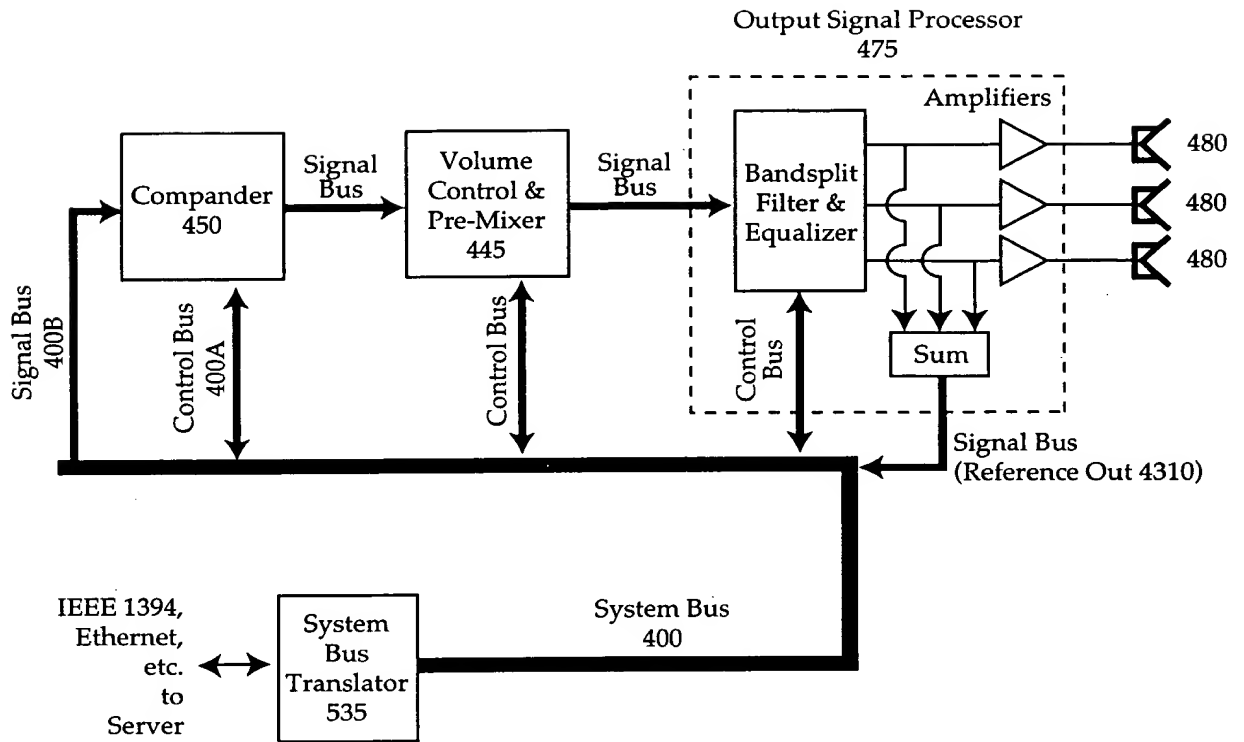 Output Signal Processor
475
Amplifiers
Compander
450
Signal
Bus
Volume
Control &
Pre-Mixer
445
Signal
Bus
Bandsplit
Filter &
Equalizer
480
480
480
Signal Bus
400B
Control Bus
400A
Control Bus
Control
Bus
Sum
Signal Bus
(Reference Out 4310)
IEEE 1394,
Ethernet,
etc.
to
Server
System
Bus
Translator
535
System Bus
400